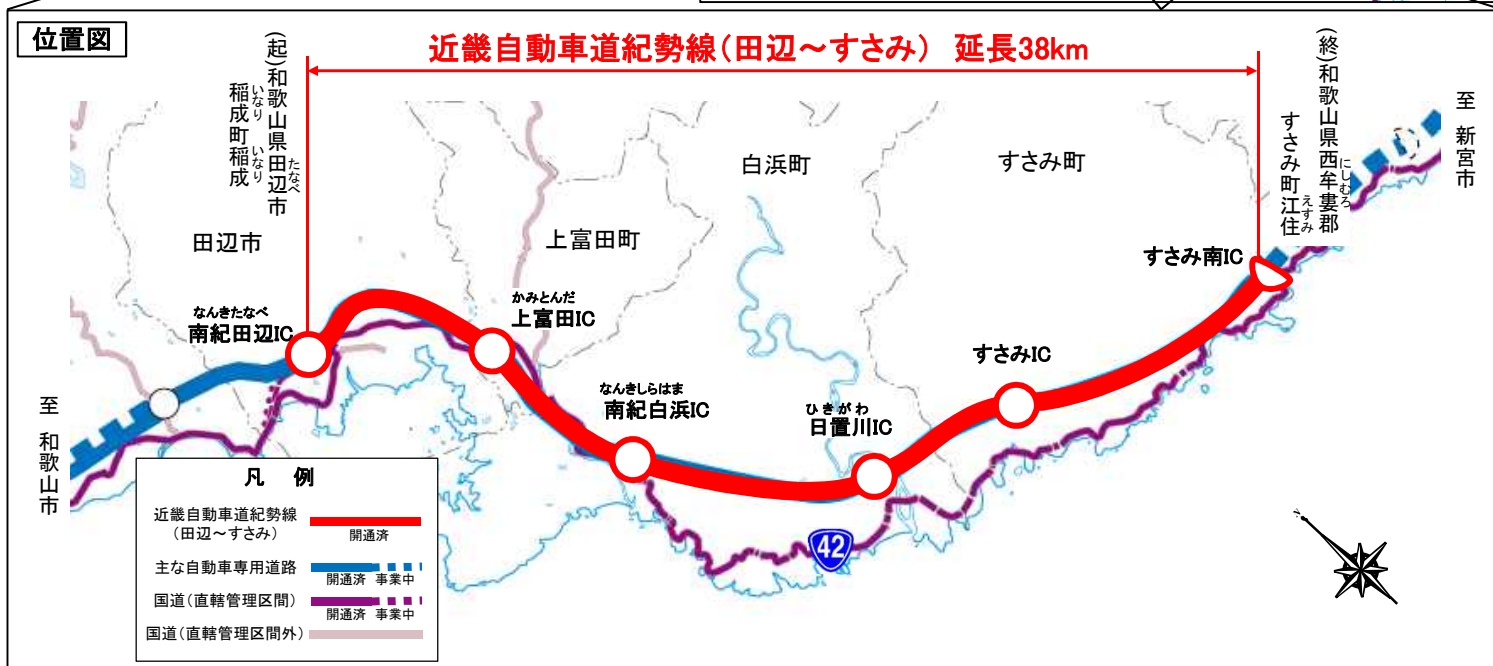 位置図
近畿自動車道紀勢線(田辺～すさみ) 延長38km
(起)和歌山県田辺市
たなべ
稲成町稲成
いなり いなり
(終)和歌山県西牟婁郡
にしむろ
すさみ町江住
えすみ
至 新宮市
白浜町
すさみ町
田辺市
上富田町
すさみ南IC
なんきたなべ
南紀田辺IC
かみとんだ
上富田IC
すさみIC
なんきしらはま
南紀白浜IC
ひきがわ
日置川IC
至 和歌山市
42
凡 例
近畿自動車道紀勢線
(田辺～すさみ)
開通済
主な自動車専用道路
開通済 事業中
国道(直轄管理区間)
開通済 事業中
国道(直轄管理区間外)